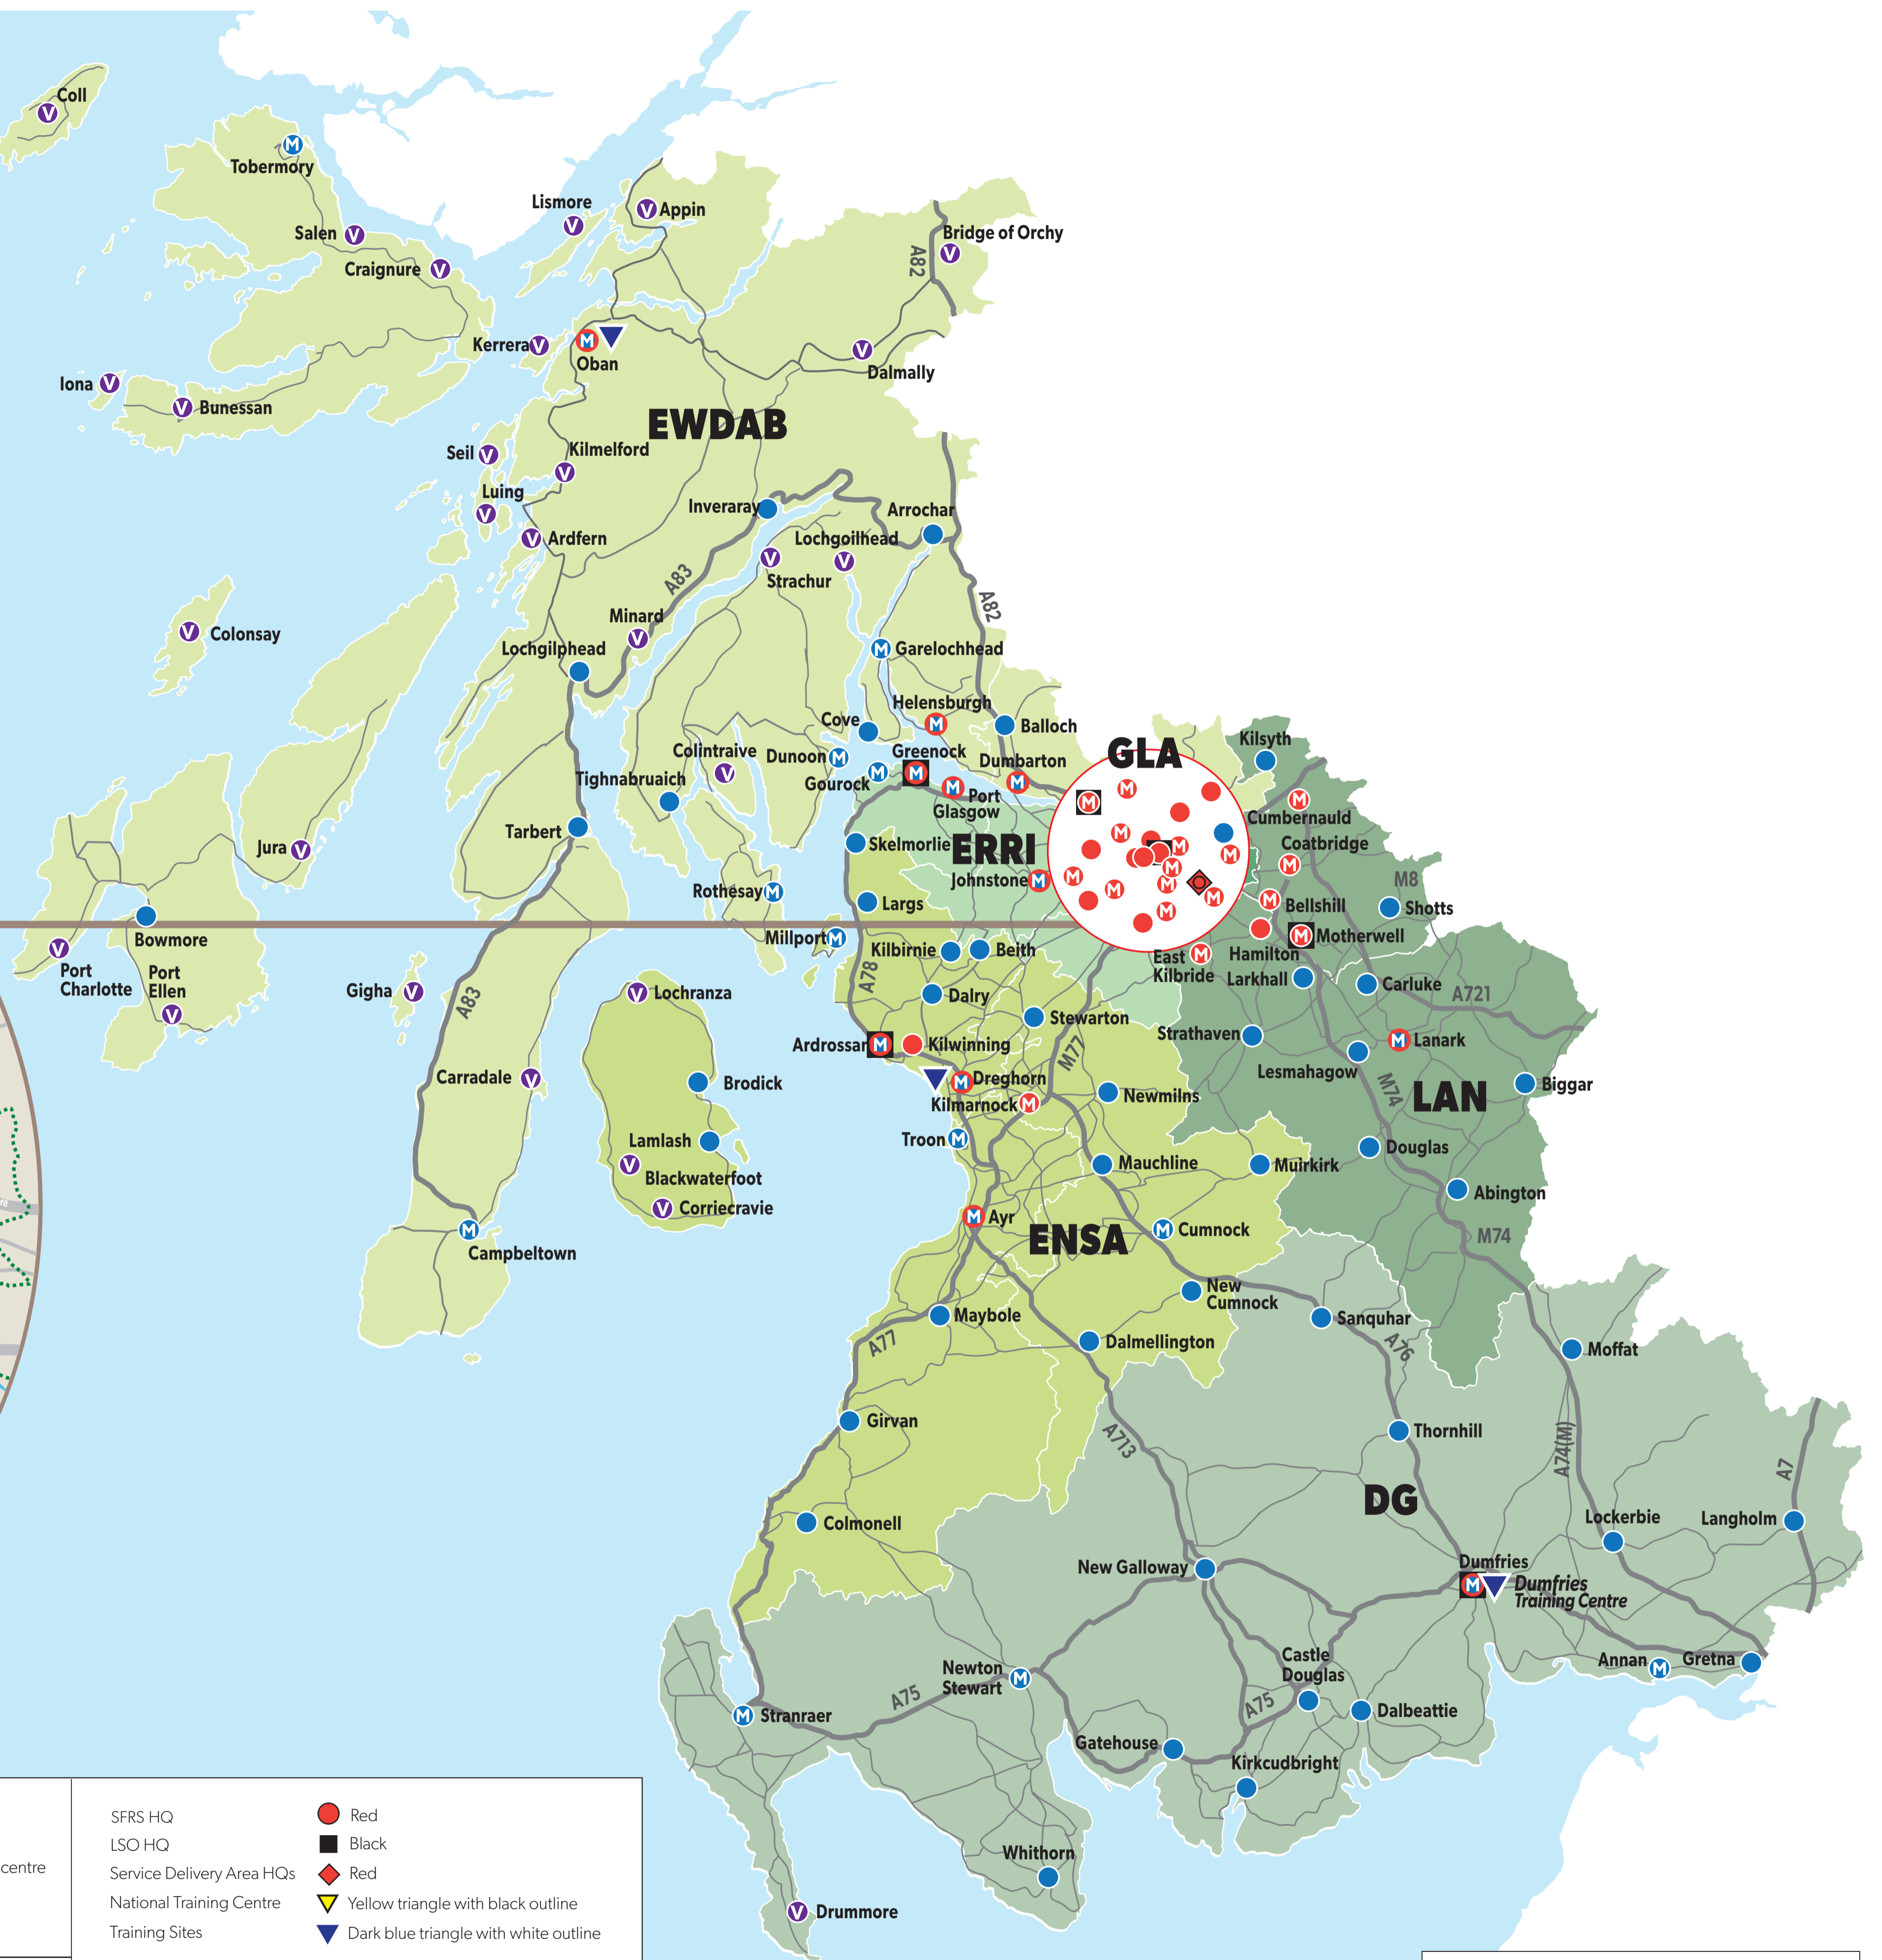 Coll
Tobermory
Lismore
Appin
Salen
Bridge of Orchy
A82
Craignure
Kerrera
Oban
Dalmally
Iona
Bunessan
EWDAB
Seil
Kilmelford
Luing
Inveraray
Arrochar
Ardfern
Lochgoilhead
Strachur
A83
A82
Minard
Colonsay
Lochgilphead
Garelochhead
Helensburgh
Cove
Balloch
Kilsyth
GLA
Colintraive
Dunoon
Greenock
Dumbarton
Tighnabruaich
Gourock
Port
Glasgow
Cumbernauld
Tarbert
Skelmorlie
ERRI
Coatbridge
Jura
Johnstone
M8
Rothesay
Largs
Bellshill
Shotts
Bowmore
Millport
Motherwell
Kilbirnie
Beith
East
Kilbride
Hamilton
Port
Charlotte
Port
Ellen
A78
Larkhall
Carluke
Gigha
A83
Lochranza
Dalry
A721
Stewarton
Strathaven
Ardrossan
Kilwinning
M77
Lanark
Lesmahagow
Carradale
Brodick
Dreghorn
Kilmarnock
Newmilns
M74
LAN
Biggar
Lamlash
Troon
Douglas
Blackwaterfoot
Mauchline
Muirkirk
Abington
Corriecravie
Ayr
Cumnock
M74
Campbeltown
ENSA
New
Cumnock
Maybole
Sanquhar
A77
Dalmellington
A76
Moffat
Girvan
A713
Thornhill
A74(M)
A7
DG
Colmonell
Lockerbie
Langholm
New Galloway
Dumfries
Dumfries
Training Centre
Castle
Douglas
Annan
Gretna
Newton
Stewart
A75
A75
Stranraer
Dalbeattie
Gatehouse
Kirkcudbright
Whithorn
Drummore
centre
SFRS HQ Red
LSO HQ Black
Service Delivery Area HQs Red
National Training Centre Yellow triangle with black outline
Training Sites Dark blue triangle with white outline